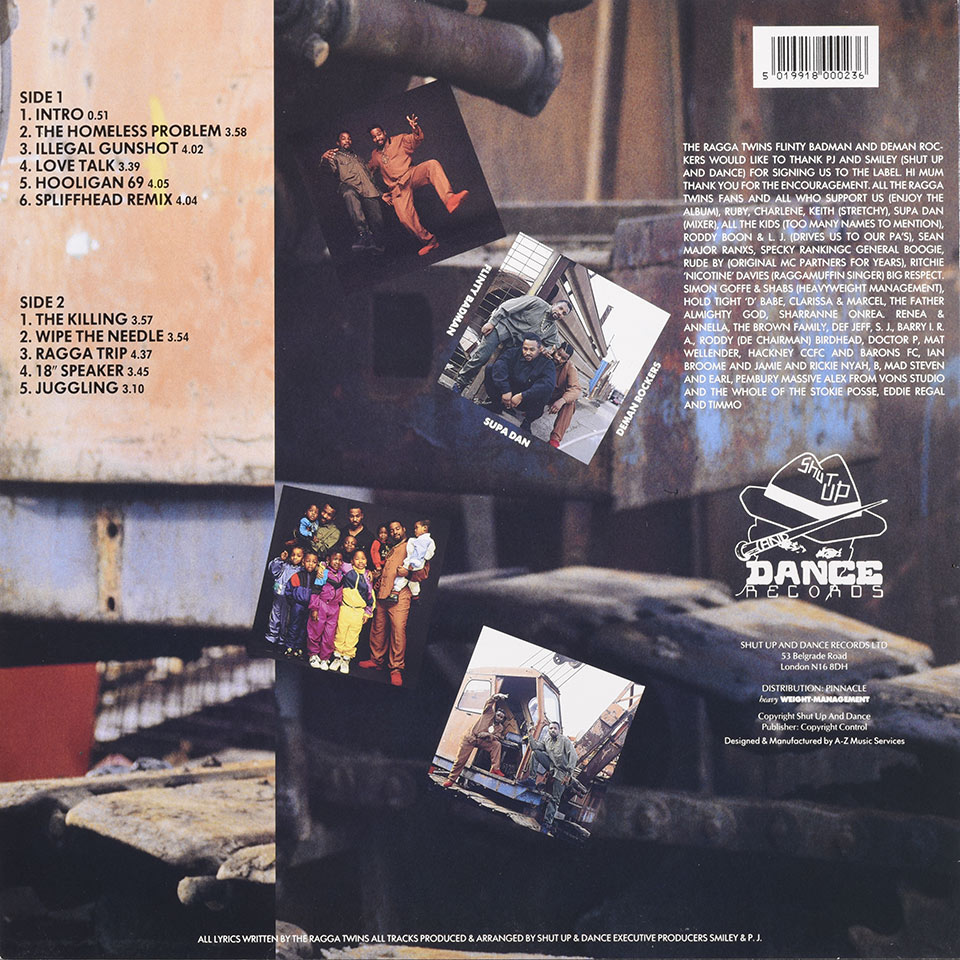 SIDE 1
1. INTRO 0.51
2. THE HOMELESS PROBLEM 3.58
3. ILLEGAL GUNSHOT 4.02
4. LOVE TALK 3.39
5. HOOLIGAN 69 4.05
6. SPLIFFHEAD REMIX 4.04
SIDE 2
1. THE KILLING 3.57
2. WIPE THE NEEDLE 3.54
3. RAGGA TRIP 4.37
4. 18" SPEAKER 3.45
5. JUGGLING 3.10
FLINTY BADMAN
SUPA DAN
DEMAN ROCKERS
5 019918 000236
THE RAGGA TWINS FLINTY BADMAN AND DEMAN ROC-
KERS WOULD LIKE TO THANK PJ AND SMILEY (SHUT UP
AND DANCE) FOR SIGNING US TO THE LABEL. HI MUM
THANK YOU FOR THE ENCOURAGEMENT. ALL THE RAGGA
TWINS FANS AND ALL WHO SUPPORT US (ENJOY THE
ALBUM), RUBY, CHARLENE, KEITH (STRETCHY), SUPA DAN
(MIXER), ALL THE KIDS (TOO MANY NAMES TO MENTION),
RODDY BOON & L. J. (DRIVES US TO OUR PA'S), SEAN
MAJOR RANXS, SPECKY RANKINGC GENERAL BOOGIE,
RUDE BY (ORIGINAL MC PARTNERS FOR YEARS), RITCHIE
'NICOTINE' DAVIES (RAGGAMUFFIN SINGER) BIG RESPECT.
SIMON GOFFE & SHABS (HEAVYWEIGHT MANAGEMENT),
HOLD TIGHT 'D' BABE, CLARISSA & MARCEL, THE FATHER
ALMIGHTY GOD, SHARRANNE ONREA. RENEA &
ANNELLA, THE BROWN FAMILY, DEF JEFF, S. J., BARRY I. R.
A., RODDY (DE CHAIRMAN) BIRDHEAD, DOCTOR P, MAT
WELLENDER, HACKNEY CCFC AND BARONS FC, IAN
BROOME AND JAMIE AND RICKIE NYAH, B, MAD STEVEN
AND EARL, PEMBURY MASSIVE ALEX FROM VONS STUDIO
AND THE WHOLE OF THE STOKIE POSSE, EDDIE REGAL
AND TIMMO
SHUT UP
AND
DANCE
RECORDS
SHUT UP AND DANCE RECORDS LTD
53 Belgrade Road
London N16 8DH
DISTRIBUTION: PINNACLE
heavy WEIGHT-MANAGEMENT
Copyright Shut Up And Dance
Publisher: Copyright Control
Designed & Manufactured by A-Z Music Services
ALL LYRICS WRITTEN BY THE RAGGA TWINS ALL TRACKS PRODUCED & ARRANGED BY SHUT UP & DANCE EXECUTIVE PRODUCERS SMILEY & P. J.